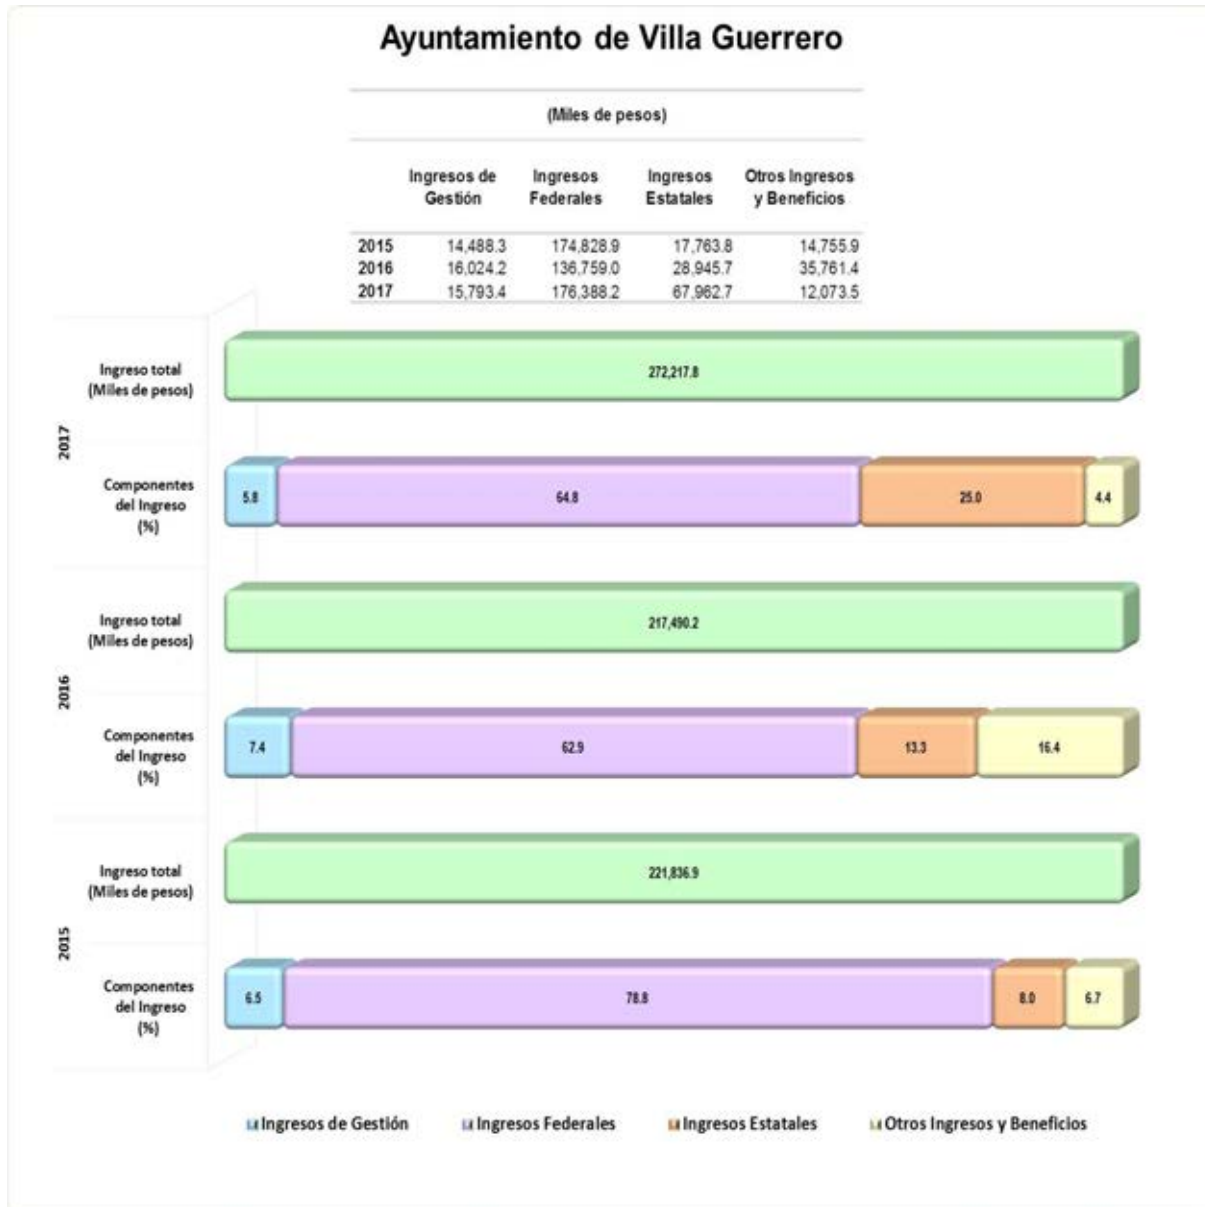 Ayuntamiento de Villa Guerrero
(Miles de pesos)
Ingresos de Gestión Ingresos Federales Ingresos Estatales Otros Ingresos y Beneficios
2015 14,488.3 174,828.9 17,763.8 14,755.9
2016 16,024.2 136,759.0 28,945.7 35,761.4
2017 15,793.4 176,388.2 67,962.7 12,073.5
2017
Ingreso total
(Miles de pesos)
272,217.8
Componentes
del Ingreso
(%)
5.8 64.8 25.0 4.4
2016
Ingreso total
(Miles de pesos)
217,490.2
Componentes
del Ingreso
(%)
7.4 62.9 13.3 16.4
2015
Ingreso total
(Miles de pesos)
221,836.9
Componentes
del Ingreso
(%)
6.5 78.8 8.0 6.7
Ingresos de Gestión Ingresos Federales Ingresos Estatales Otros Ingresos y Beneficios